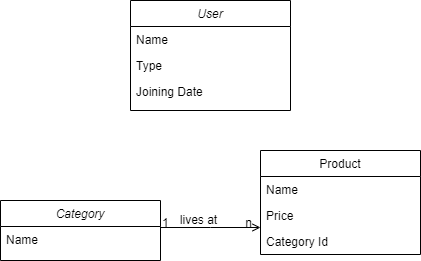 User
Name
Type
Joining Date
Product
Name
Price
Category Id
Category
Name
1 lives at n